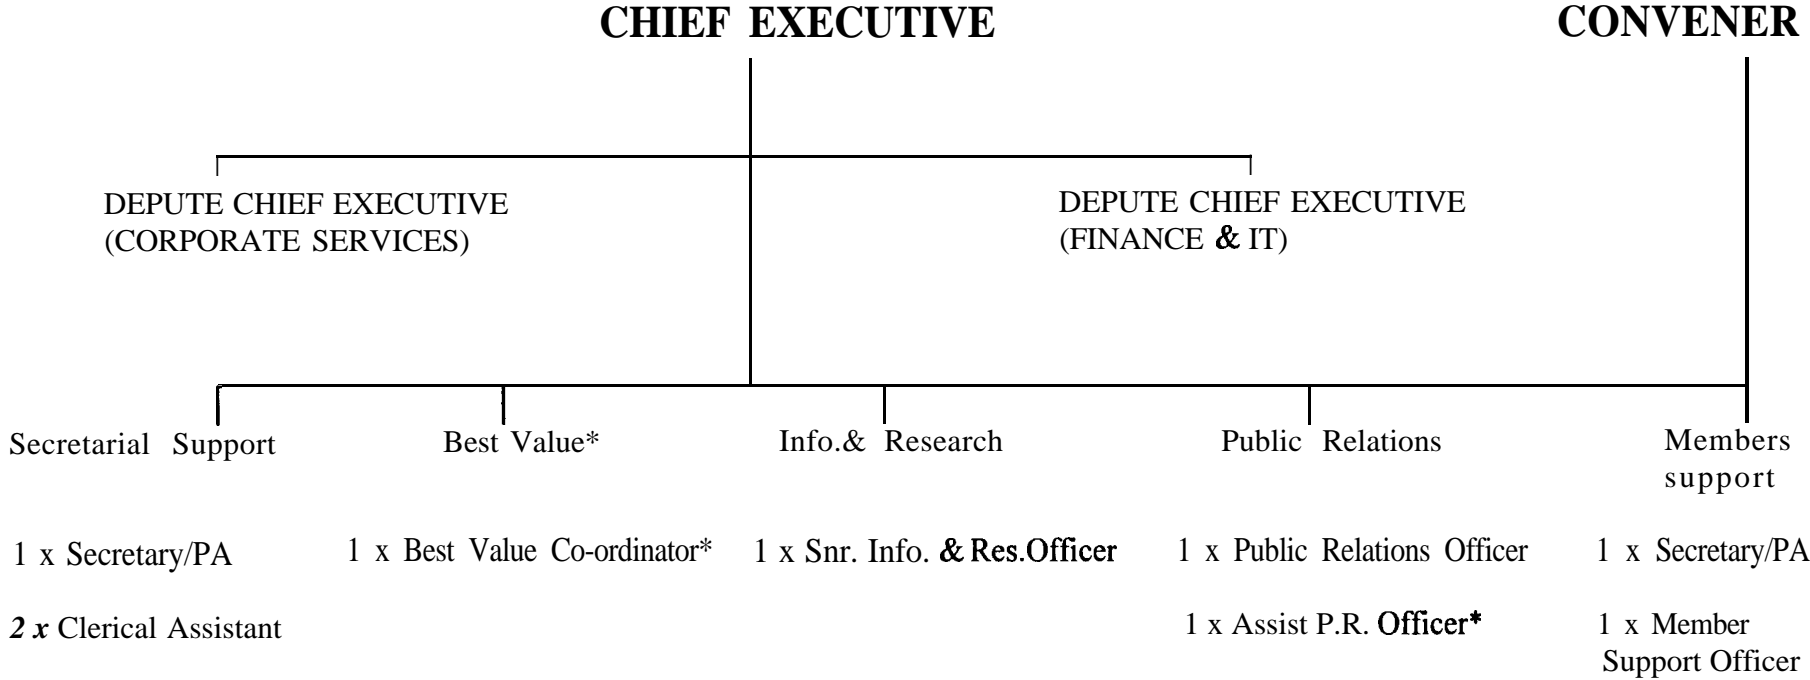 CHIEF EXECUTIVE
CONVENER
DEPUTE CHIEF EXECUTIVE
(CORPORATE SERVICES)
DEPUTE CHIEF EXECUTIVE
(FINANCE & IT)
Secretarial Support
Best Value*
Info.& Research
Public Relations
Members
support
1 x Secretary/PA
1 x Best Value Co-ordinator*
1 x Snr. Info. & Res.Officer
1 x Public Relations Officer
1 x Secretary/PA
2 x Clerical Assistant
1 x Assist P.R. Officer*
1 x Member
Support Officer